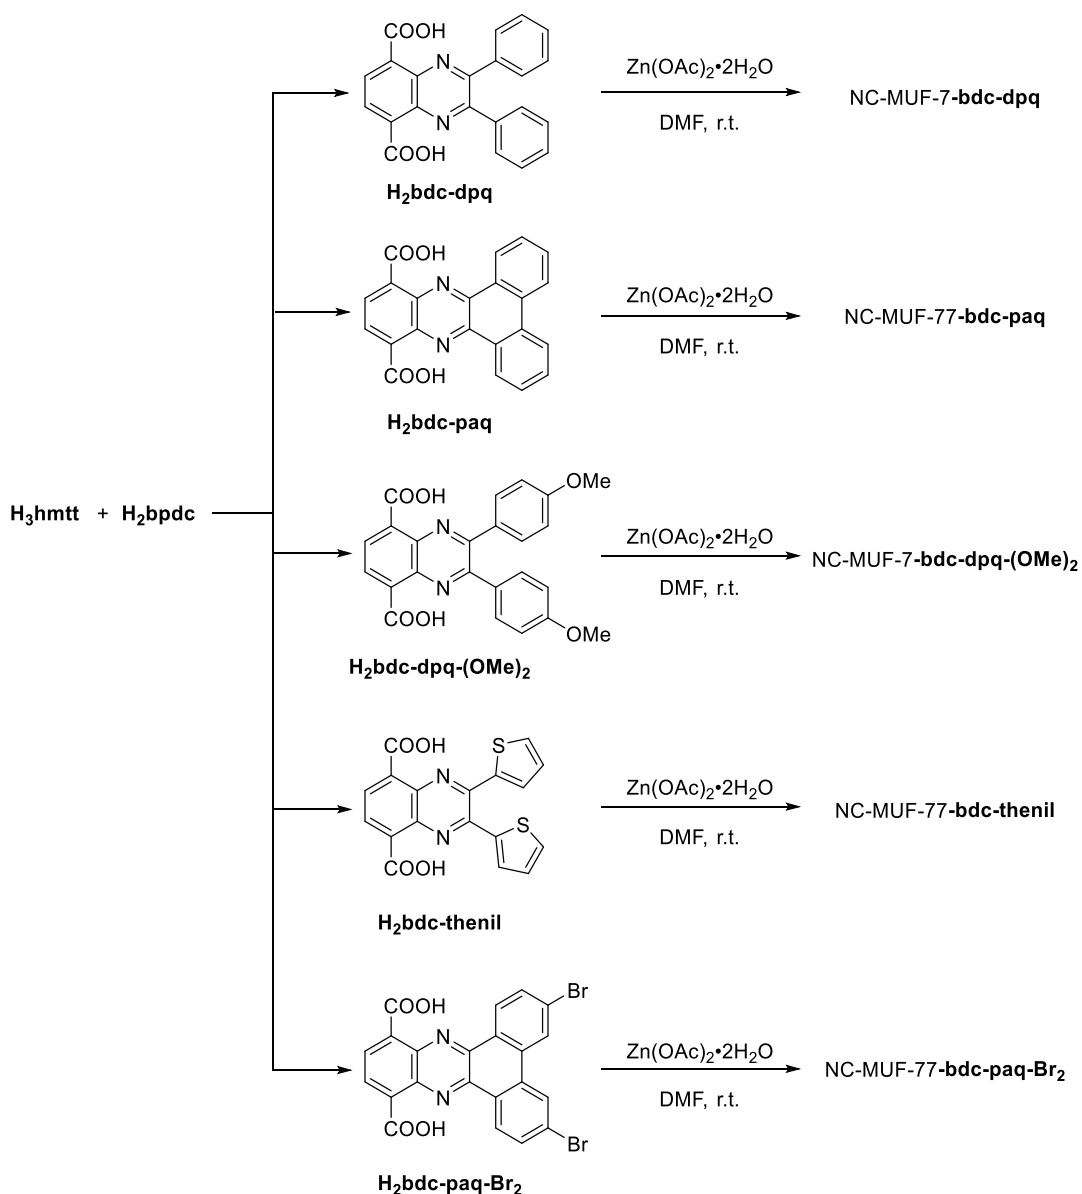 COOH
N
N
COOH
H2bdc-dpq
Zn(OAc)2•2H2O
DMF, r.t.
NC-MUF-7-bdc-dpq
COOH
N
N
COOH
H2bdc-paq
Zn(OAc)2•2H2O
DMF, r.t.
NC-MUF-77-bdc-paq
H3hmtt + H2bpdc
COOH
N
N
COOH
OMe
OMe
H2bdc-dpq-(OMe)2
Zn(OAc)2•2H2O
DMF, r.t.
NC-MUF-7-bdc-dpq-(OMe)2
COOH
N
N
COOH
S
S
H2bdc-thenil
Zn(OAc)2•2H2O
DMF, r.t.
NC-MUF-77-bdc-thenil
COOH
N
N
COOH
Br
Br
H2bdc-paq-Br2
Zn(OAc)2•2H2O
DMF, r.t.
NC-MUF-77-bdc-paq-Br2